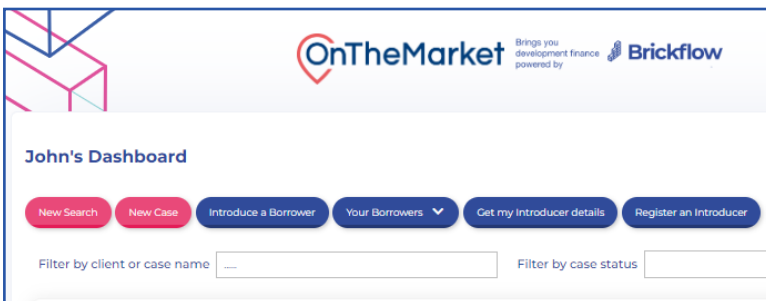 OnTheMarket
Brings you
development finance
powered by
Brickflow
John's Dashboard
New Search New Case Introduce a Borrower Your Borrowers Get my Introducer details Register an Introducer
Filter by client or case name ..... Filter by case status